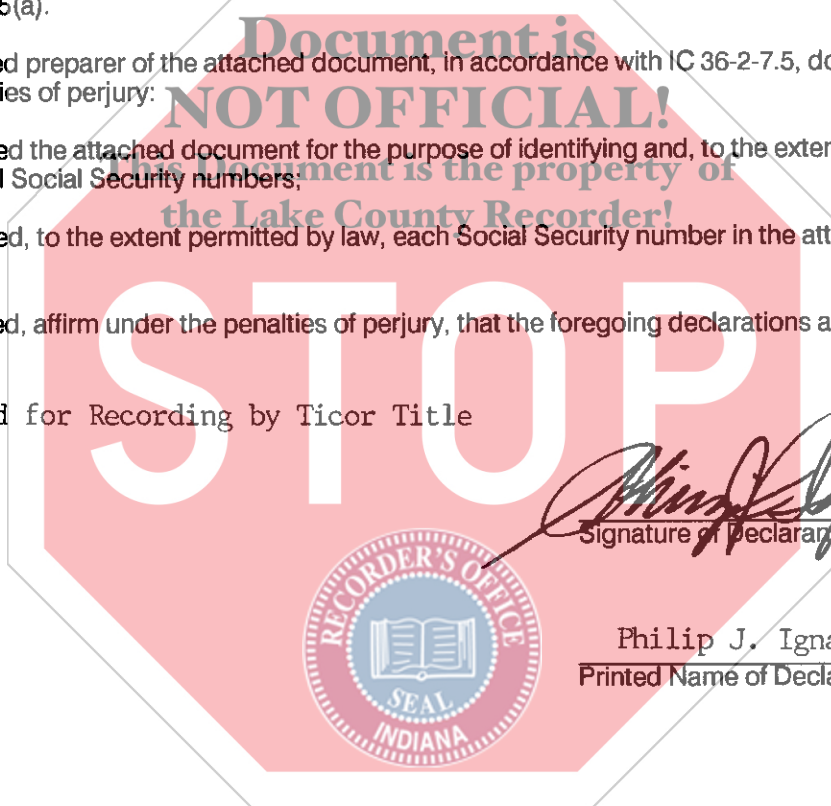 5(a).
Document is
ed preparer of the attached document, in accordance with IC 36-2-7.5, do
ies of perjury:
NOT OFFICIAL!
ed the attached document for the purpose of identifying and, to the exten
This Document is the property of
l Social Security numbers;
the Lake County Recorder!
ed, to the extent permitted by law, each Social Security number in the att
ed, affirm under the penalties of perjury, that the foregoing declarations a
STOP
d for Recording by Ticor Title
Signature of Declaran
RECORDER'S OFFICE
SEAL
INDIANA
Philip J. Igna
Printed Name of Decla